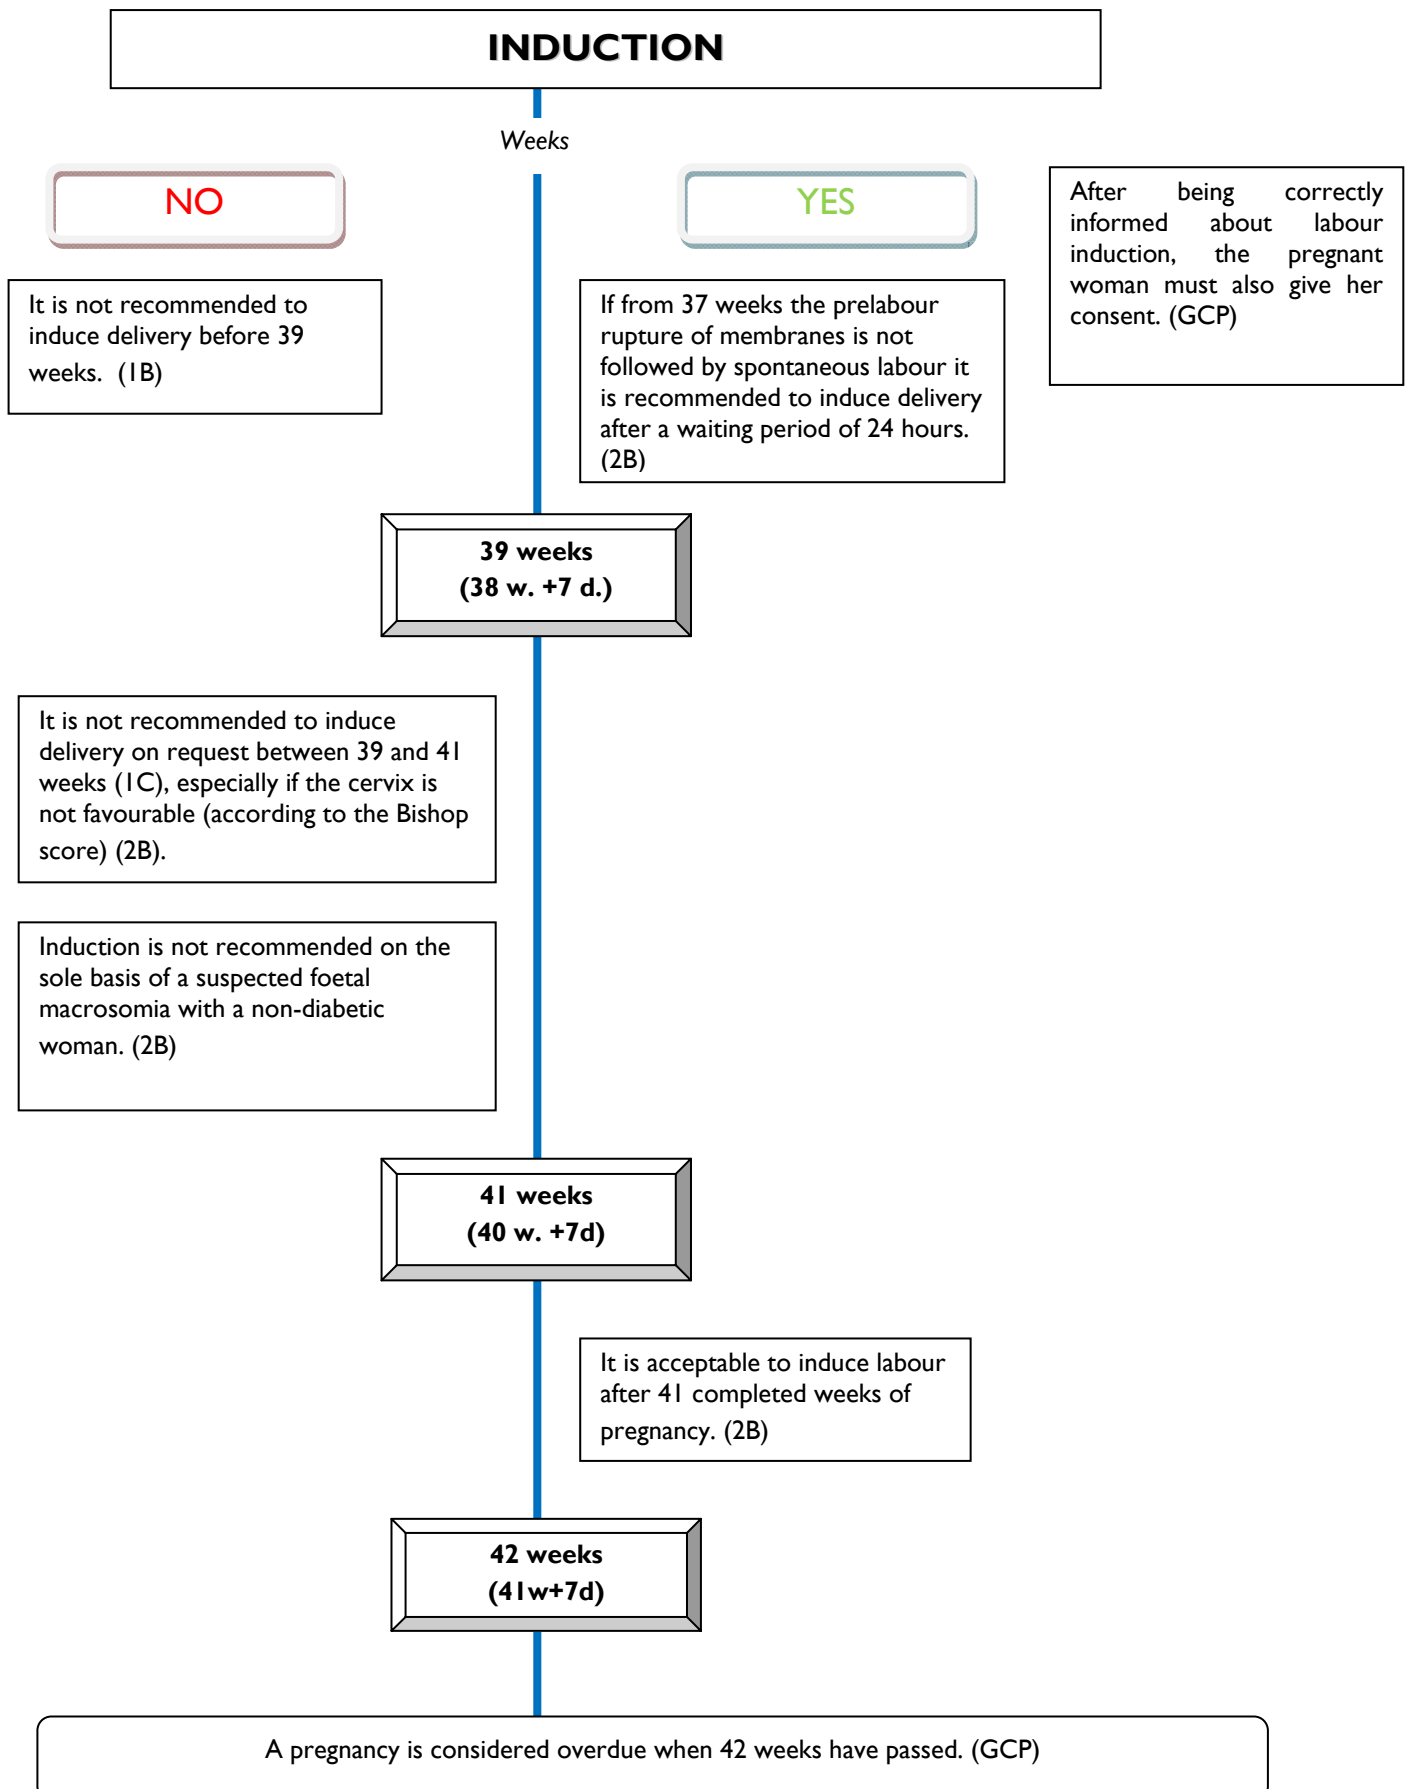 INDUCTION
Weeks
NO
YES
After being correctly
informed about labour
induction, the pregnant
woman must also give her
consent. (GCP)
It is not recommended to
induce delivery before 39
weeks. (1B)
If from 37 weeks the prelabour
rupture of membranes is not
followed by spontaneous labour it
is recommended to induce delivery
after a waiting period of 24 hours.
(2B)
39 weeks
(38 w. +7 d.)
It is not recommended to induce
delivery on request between 39 and 41
weeks (1C), especially if the cervix is
not favourable (according to the Bishop
score) (2B).
Induction is not recommended on the
sole basis of a suspected foetal
macrosomia with a non-diabetic
woman. (2B)
41 weeks
(40 w. +7d)
It is acceptable to induce labour
after 41 completed weeks of
pregnancy. (2B)
42 weeks
(41w+7d)
A pregnancy is considered overdue when 42 weeks have passed. (GCP)